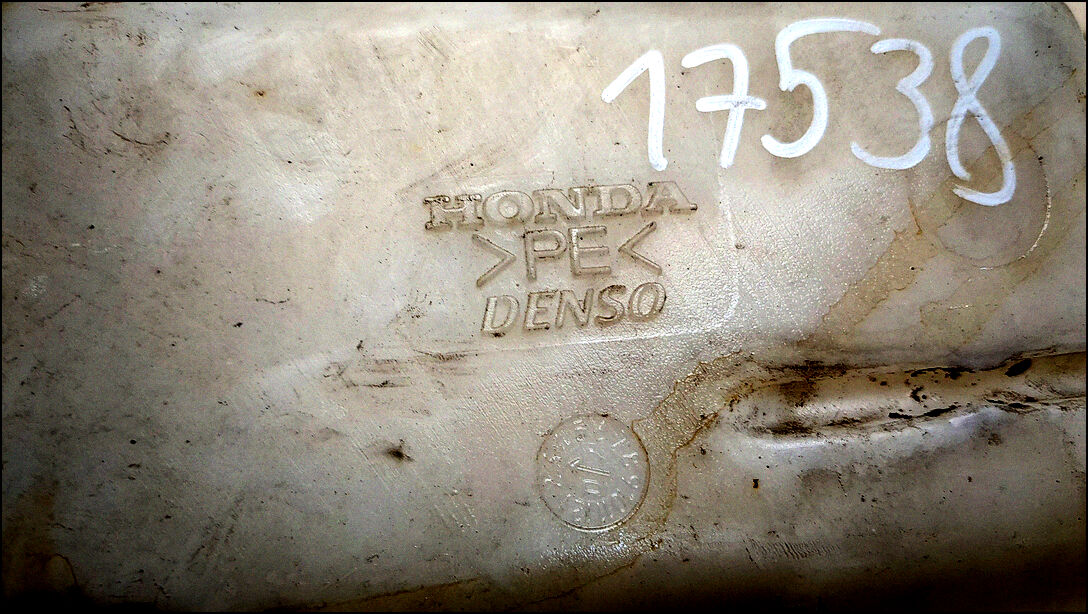 17538
HONDA
>PE<
DENSO